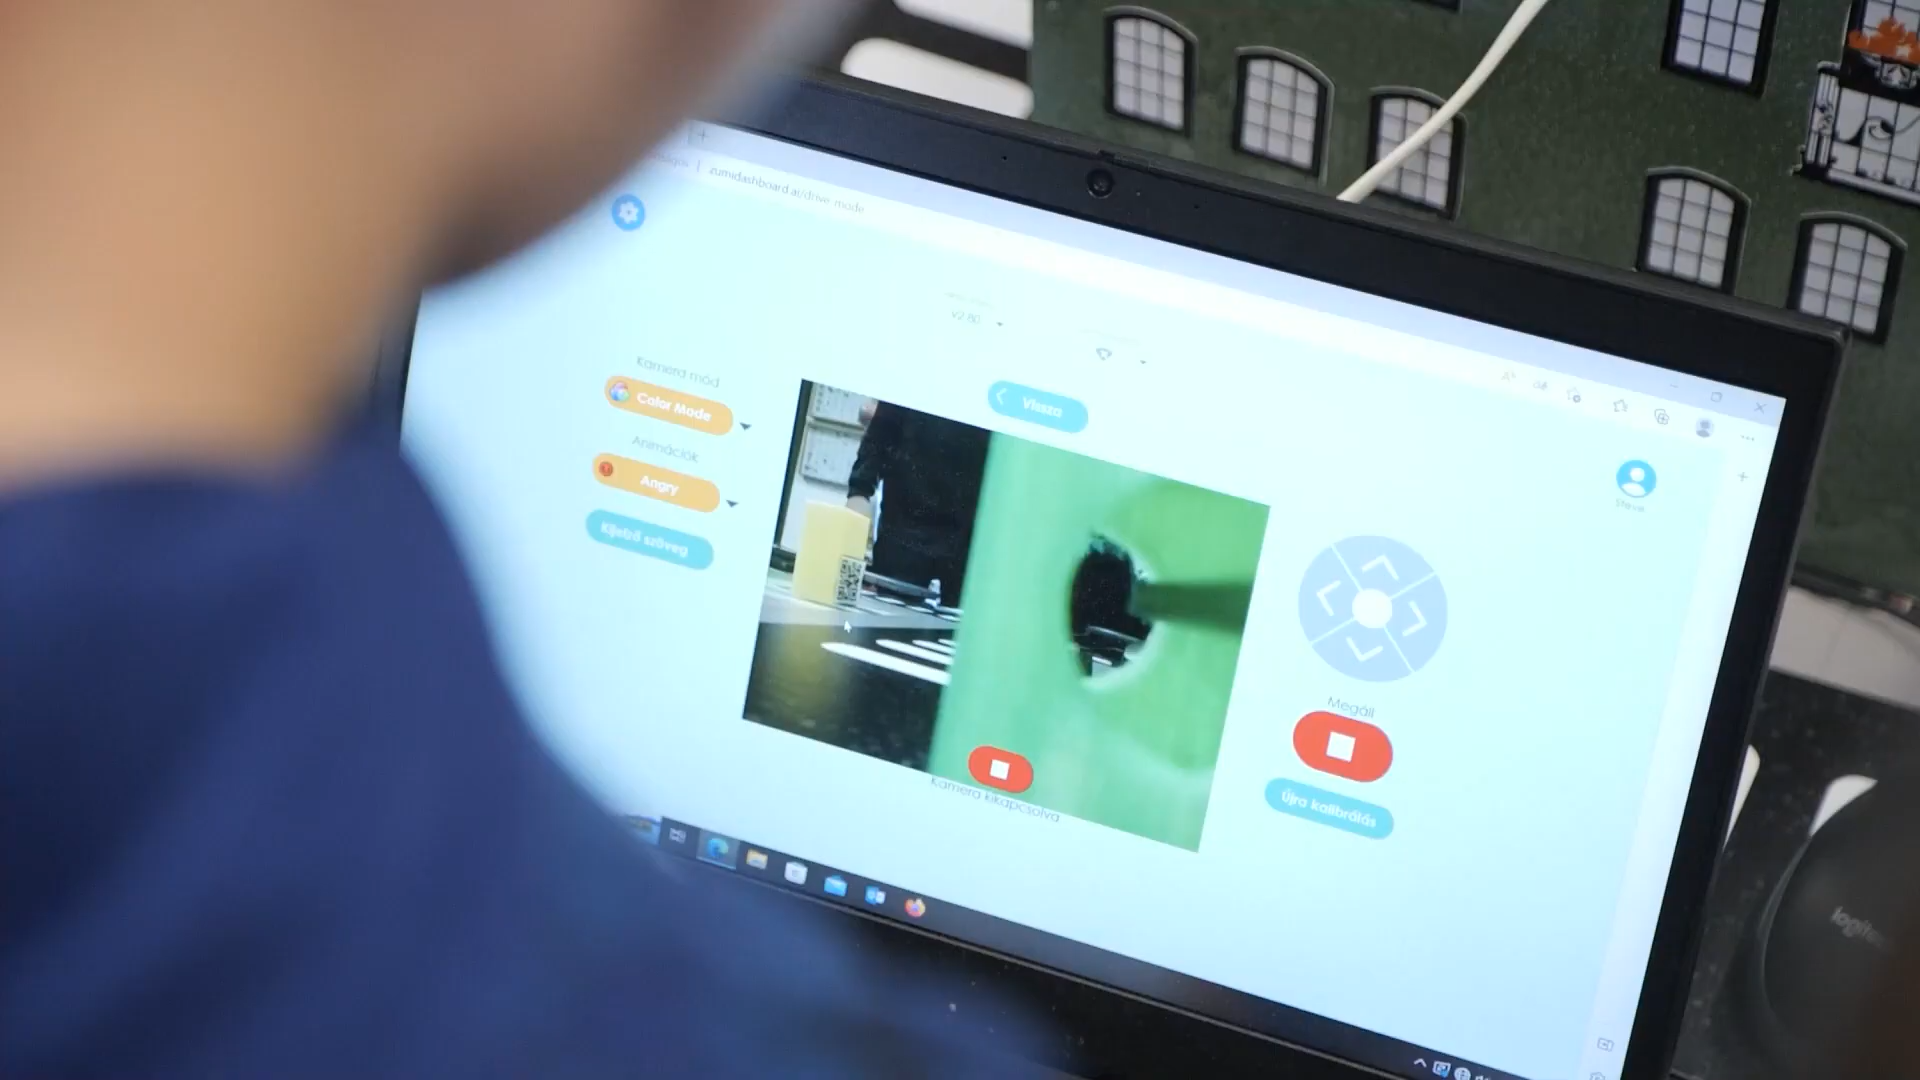 zumidashboard.ai/drive-mode
v2.80
Vissza
Kamera mód
Color Mode
Animációk
Angry
Kijelző szöveg
Steve
Megáll
Újra kalibrálás
Kamera kikapcsolva